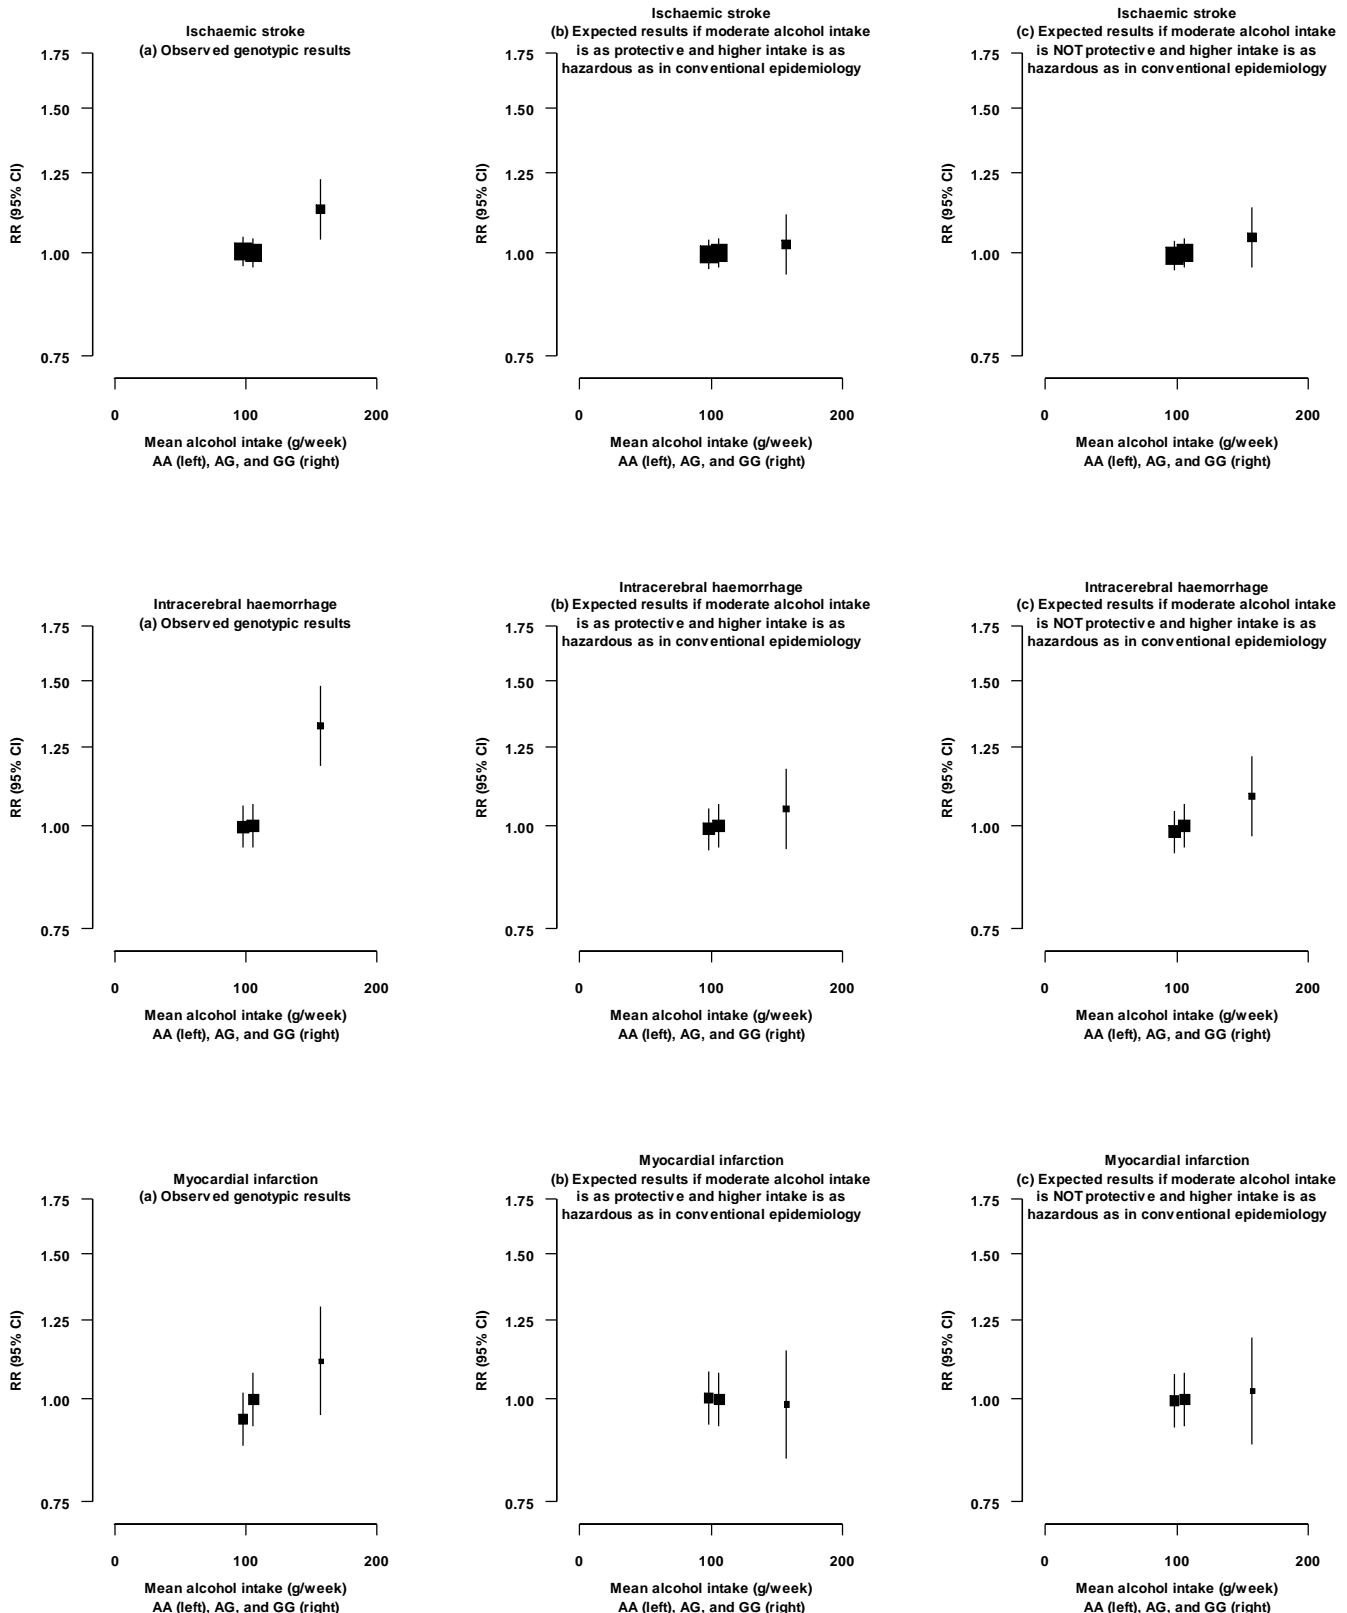 Ischaemic stroke
(a) Observed genotypic results
1.75
1.50
1.25
1.00
0.75
RR (95% CI)
0 100 200
Mean alcohol intake (g/week)
AA (left), AG, and GG (right)
Ischaemic stroke
(b) Expected results if moderate alcohol intake
is as protective and higher intake is as
hazardous as in conventional epidemiology
1.75
1.50
1.25
1.00
0.75
RR (95% CI)
0 100 200
Mean alcohol intake (g/week)
AA (left), AG, and GG (right)
Ischaemic stroke
(c) Expected results if moderate alcohol intake
is NOT protective and higher intake is as
hazardous as in conventional epidemiology
1.75
1.50
1.25
1.00
0.75
RR (95% CI)
0 100 200
Mean alcohol intake (g/week)
AA (left), AG, and GG (right)
Intracerebral haemorrhage
(a) Observed genotypic results
1.75
1.50
1.25
1.00
0.75
RR (95% CI)
0 100 200
Mean alcohol intake (g/week)
AA (left), AG, and GG (right)
Intracerebral haemorrhage
(b) Expected results if moderate alcohol intake
is as protective and higher intake is as
hazardous as in conventional epidemiology
1.75
1.50
1.25
1.00
0.75
RR (95% CI)
0 100 200
Mean alcohol intake (g/week)
AA (left), AG, and GG (right)
Intracerebral haemorrhage
(c) Expected results if moderate alcohol intake
is NOT protective and higher intake is as
hazardous as in conventional epidemiology
1.75
1.50
1.25
1.00
0.75
RR (95% CI)
0 100 200
Mean alcohol intake (g/week)
AA (left), AG, and GG (right)
Myocardial infarction
(a) Observed genotypic results
1.75
1.50
1.25
1.00
0.75
RR (95% CI)
0 100 200
Mean alcohol intake (g/week)
AA (left), AG, and GG (right)
Myocardial infarction
(b) Expected results if moderate alcohol intake
is as protective and higher intake is as
hazardous as in conventional epidemiology
1.75
1.50
1.25
1.00
0.75
RR (95% CI)
0 100 200
Mean alcohol intake (g/week)
AA (left), AG, and GG (right)
Myocardial infarction
(c) Expected results if moderate alcohol intake
is NOT protective and higher intake is as
hazardous as in conventional epidemiology
1.75
1.50
1.25
1.00
0.75
RR (95% CI)
0 100 200
Mean alcohol intake (g/week)
AA (left), AG, and GG (right)